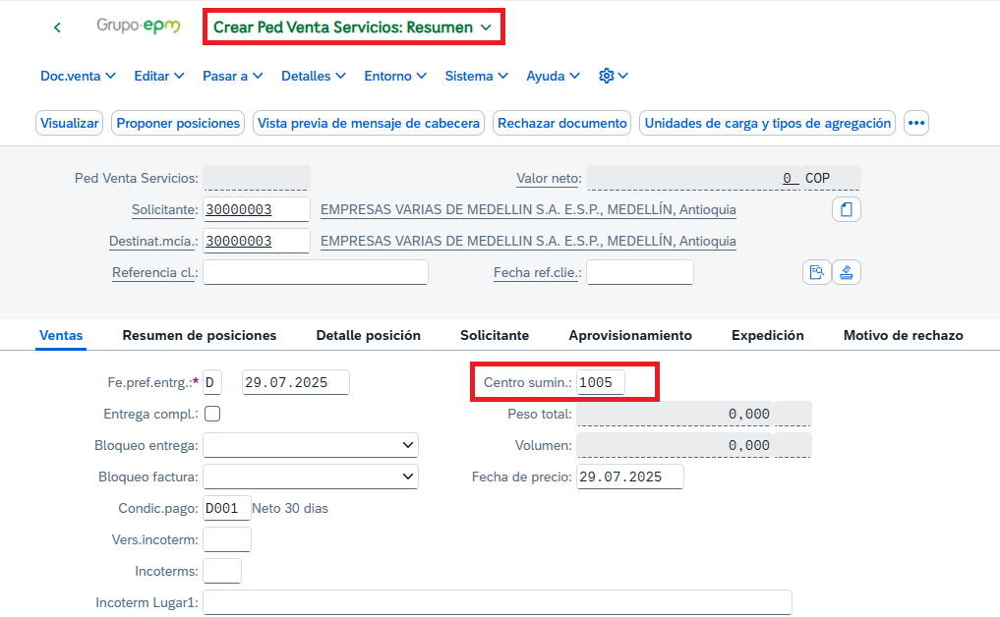 Grupo·epm Crear Ped Venta Servicios: Resumen
Doc.venta Editar Pasar a Detalles Entorno Sistema Ayuda
Visualizar Proponer posiciones Vista previa de mensaje de cabecera Rechazar documento Unidades de carga y tipos de agregación •••
Ped Venta Servicios: Valor neto: 0 COP
Solicitante: 30000003 EMPRESAS VARIAS DE MEDELLIN S.A. E.S.P., MEDELLÍN, Antioquia
Destinat.mcía.: 30000003 EMPRESAS VARIAS DE MEDELLIN S.A. E.S.P., MEDELLÍN, Antioquia
Referencia cl.: Fecha ref.clie.:
Ventas Resumen de posiciones Detalle posición Solicitante Aprovisionamiento Expedición Motivo de rechazo
Fe.pref.entrg.:* D 29.07.2025 Centro sumin.: 1005
Entrega compl.: Peso total: 0,000
Bloqueo entrega: Volumen: 0,000
Bloqueo factura: Fecha de precio: 29.07.2025
Condic.pago: D001 Neto 30 dias
Vers.incoterm:
Incoterms:
Incoterm Lugar1: